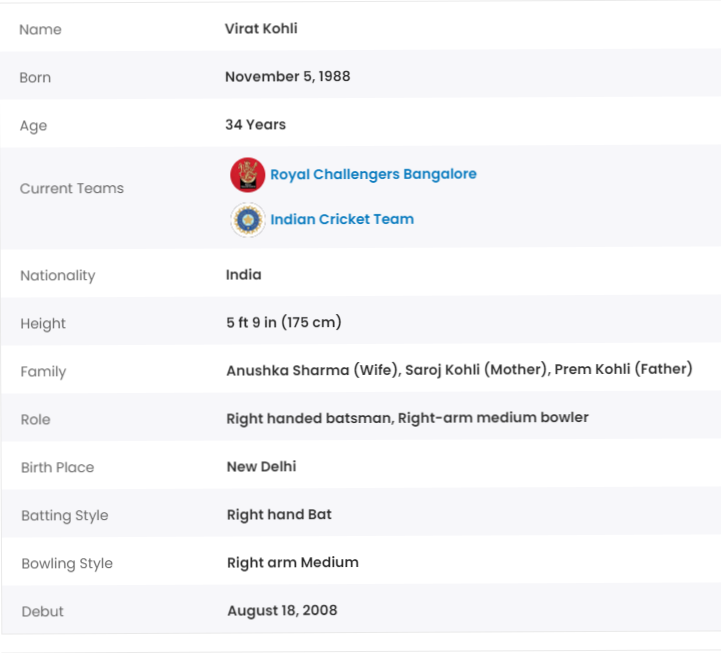 Name Virat Kohli
Born November 5, 1988
Age 34 Years
Current Teams Royal Challengers Bangalore
Indian Cricket Team
Nationality India
Height 5 ft 9 in (175 cm)
Family Anushka Sharma (Wife), Saroj Kohli (Mother), Prem Kohli (Father)
Role Right handed batsman, Right-arm medium bowler
Birth Place New Delhi
Batting Style Right hand Bat
Bowling Style Right arm Medium
Debut August 18, 2008